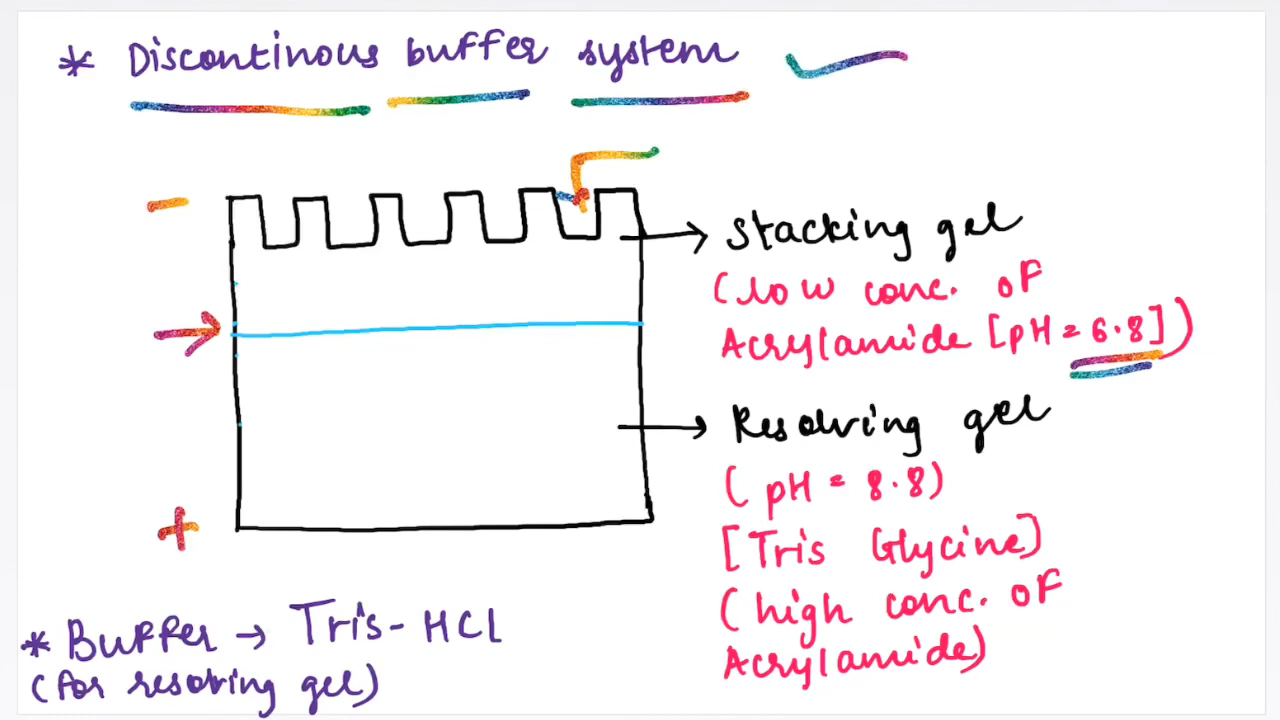 * Discontinous buffer system
-
Stacking gel
(low conc. of
Acrylamide [pH = 6.8])
Resolving gel
(pH = 8.8)
[Tris Glycine]
(high conc. of
Acrylamide)
+
* Buffer → Tris-HCl
(for resolving gel)